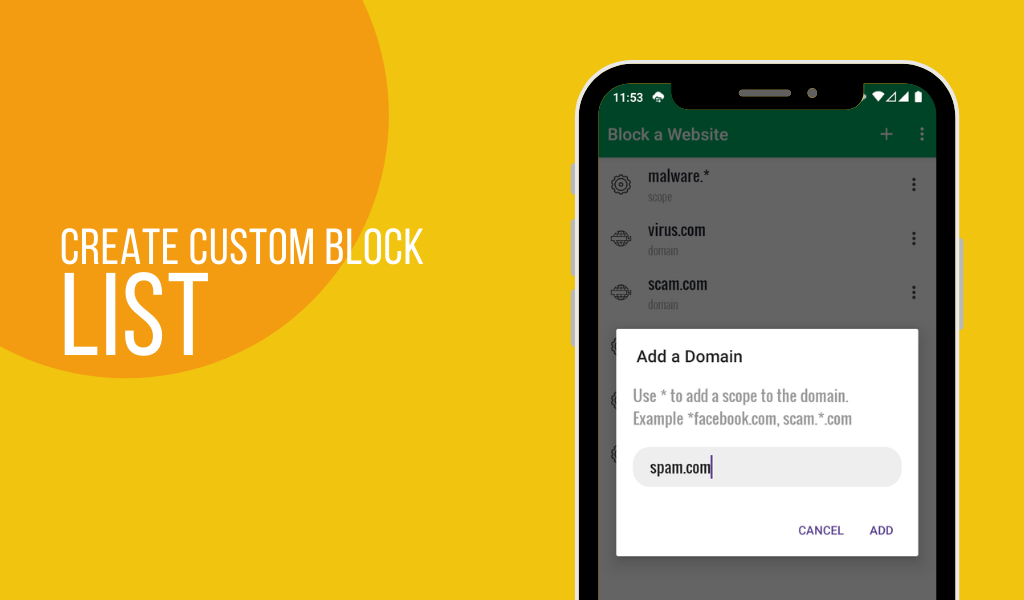 CREATE CUSTOM BLOCK
LIST
11:53
Block a Website
malware.*
scope
virus.com
domain
scam.com
domain
Add a Domain
Use * to add a scope to the domain.
Example *facebook.com, scam.*.com
spam.com
CANCEL ADD